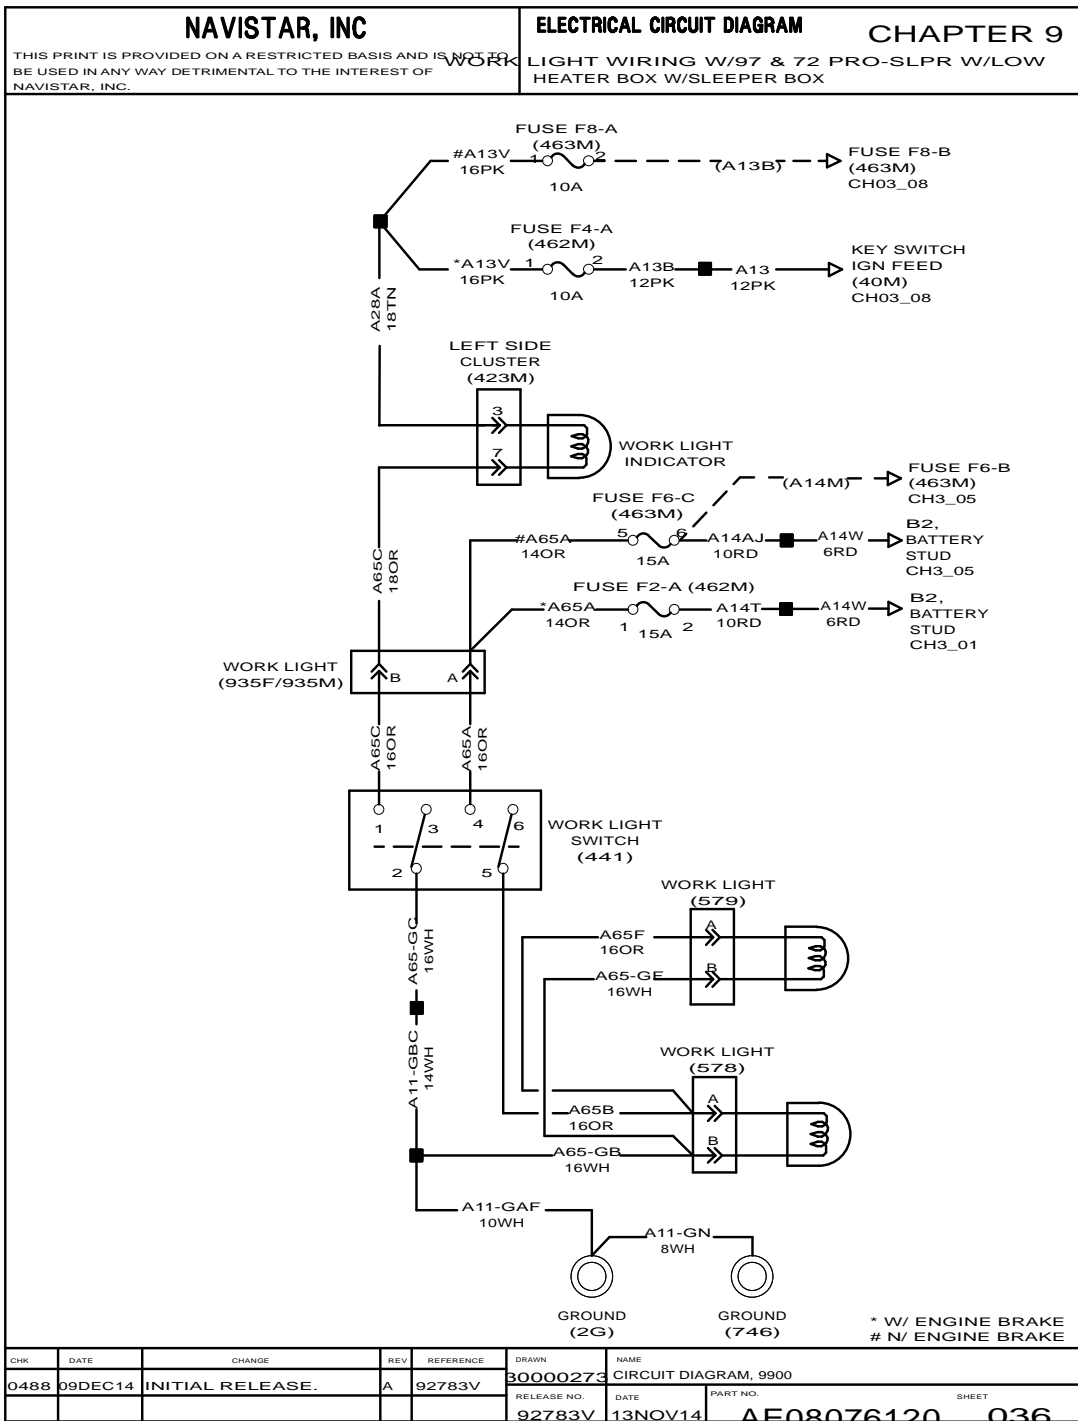 NAVISTAR, INC
THIS PRINT IS PROVIDED ON A RESTRICTED BASIS AND IS NOT TO
BE USED IN ANY WAY DETRIMENTAL TO THE INTEREST OF
NAVISTAR, INC.
ELECTRICAL CIRCUIT DIAGRAM
CHAPTER 9
WORK LIGHT WIRING W/97 & 72 PRO-SLPR W/LOW
HEATER BOX W/SLEEPER BOX
FUSE F8-A
(463M)
#A13V
16PK
1
2
10A
(A13B)
FUSE F8-B
(463M)
CH03_08
FUSE F4-A
(462M)
*A13V
16PK
1
2
10A
A13B
12PK
A13
12PK
KEY SWITCH
IGN FEED
(40M)
CH03_08
A28A
18TN
LEFT SIDE
CLUSTER
(423M)
3
7
WORK LIGHT
INDICATOR
FUSE F6-B
(463M)
CH3_05
(A14M)
FUSE F6-C
(463M)
#A65A
14OR
5
6
15A
A14AJ
10RD
A14W
6RD
B2,
BATTERY
STUD
CH3_05
FUSE F2-A (462M)
*A65A
14OR
1
15A
2
A14T
10RD
A14W
6RD
B2,
BATTERY
STUD
CH3_01
A65C
18OR
WORK LIGHT
(935F/935M)
B
A
A65C
16OR
A65A
16OR
1
3
4
6
2
5
WORK LIGHT
SWITCH
(441)
WORK LIGHT
(579)
A
B
A65F
16OR
A65-GF
16WH
A65-GC
16WH
A11-GBC
14WH
WORK LIGHT
(578)
A
B
A65B
16OR
A65-GB
16WH
A11-GAF
10WH
A11-GN
8WH
GROUND
(2G)
GROUND
(746)
* W/ ENGINE BRAKE
# N/ ENGINE BRAKE
CHK DATE CHANGE REV REFERENCE
0488 09DEC14 INITIAL RELEASE. A 92783V
DRAWN
30000273
NAME
CIRCUIT DIAGRAM, 9900
RELEASE NO.
92783V
DATE
13NOV14
PART NO.
AE08076120
SHEET
036